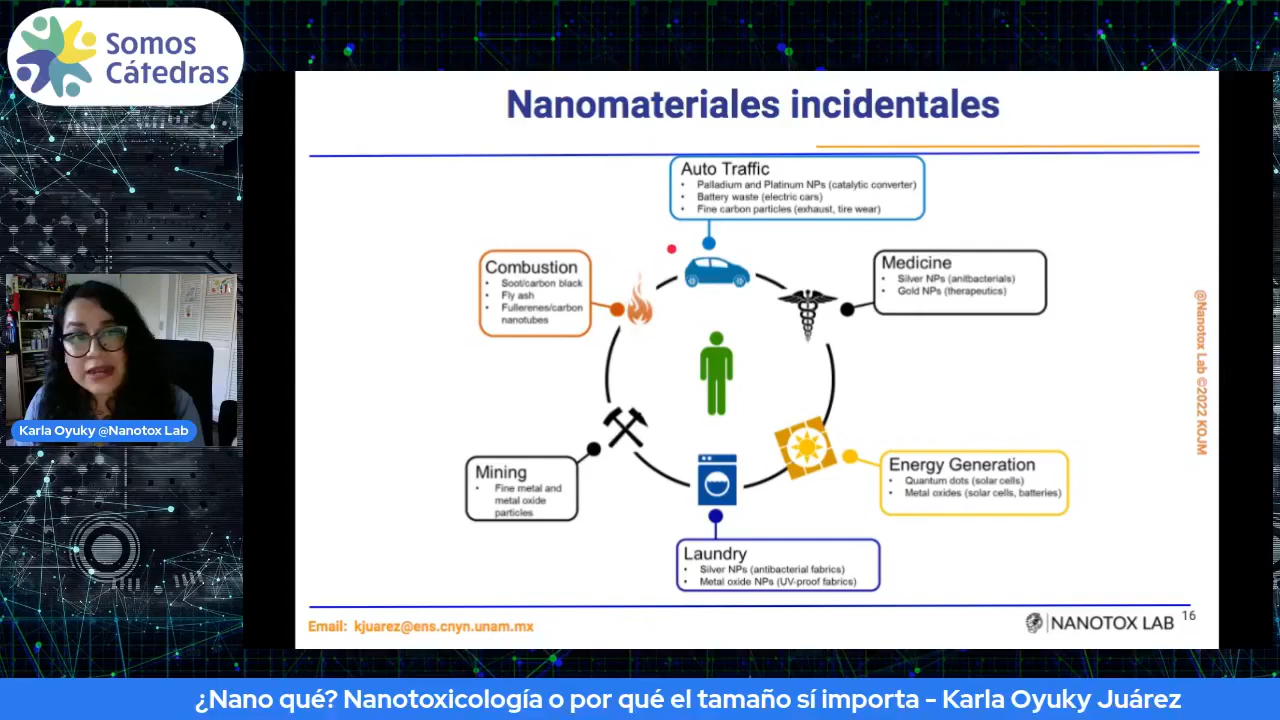 Somos
Cátedras
Nanomateriales incidentales
Auto Traffic
• Palladium and Platinum NPs (catalytic converter)
• Battery waste (electric cars)
• Fine carbon particles (exhaust, tire wear)
Combustion
• Soot/carbon black
• Fly ash
• Fullerenes/carbon
nanotubes
Medicine
• Silver NPs (anitbacterials)
• Gold NPs (therapeutics)
Mining
• Fine metal and
metal oxide
particles
Energy Generation
• Quantum dots (solar cells)
• Metal oxides (solar cells, batteries)
Laundry
• Silver NPs (antibacterial fabrics)
• Metal oxide NPs (UV-proof fabrics)
@Nanotox Lab ©2022 KOJM
Karla Oyuky @Nanotox Lab
Email: kjuarez@ens.cnyn.unam.mx
NANOTOX LAB
16
¿Nano qué? Nanotoxicología o por qué el tamaño sí importa - Karla Oyuky Juárez